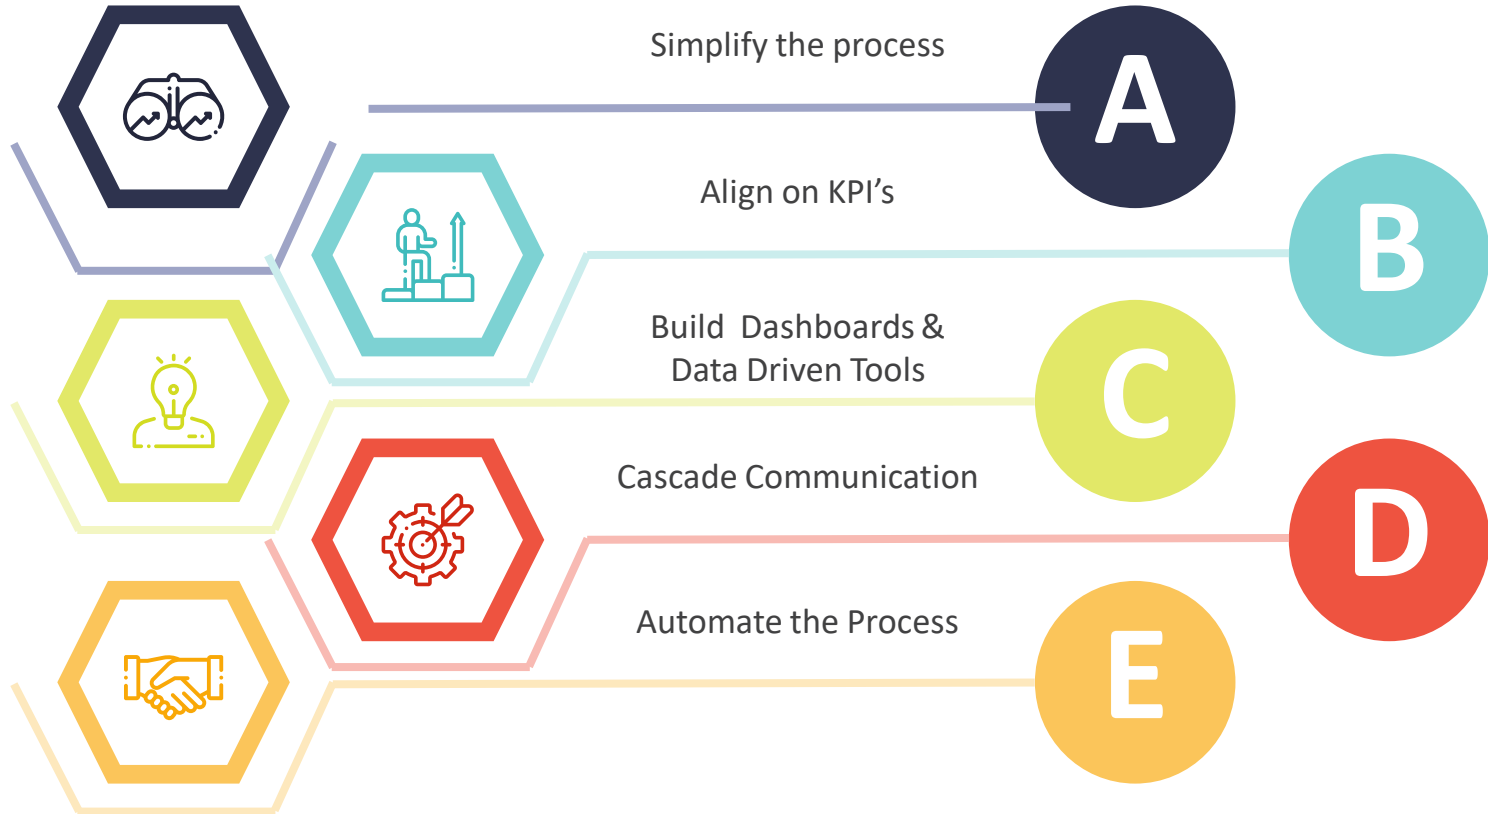 Simplify the process
A
Align on KPI’s
B
Build  Dashboards &
Data Driven Tools
C
Cascade Communication
D
Automate the Process
E